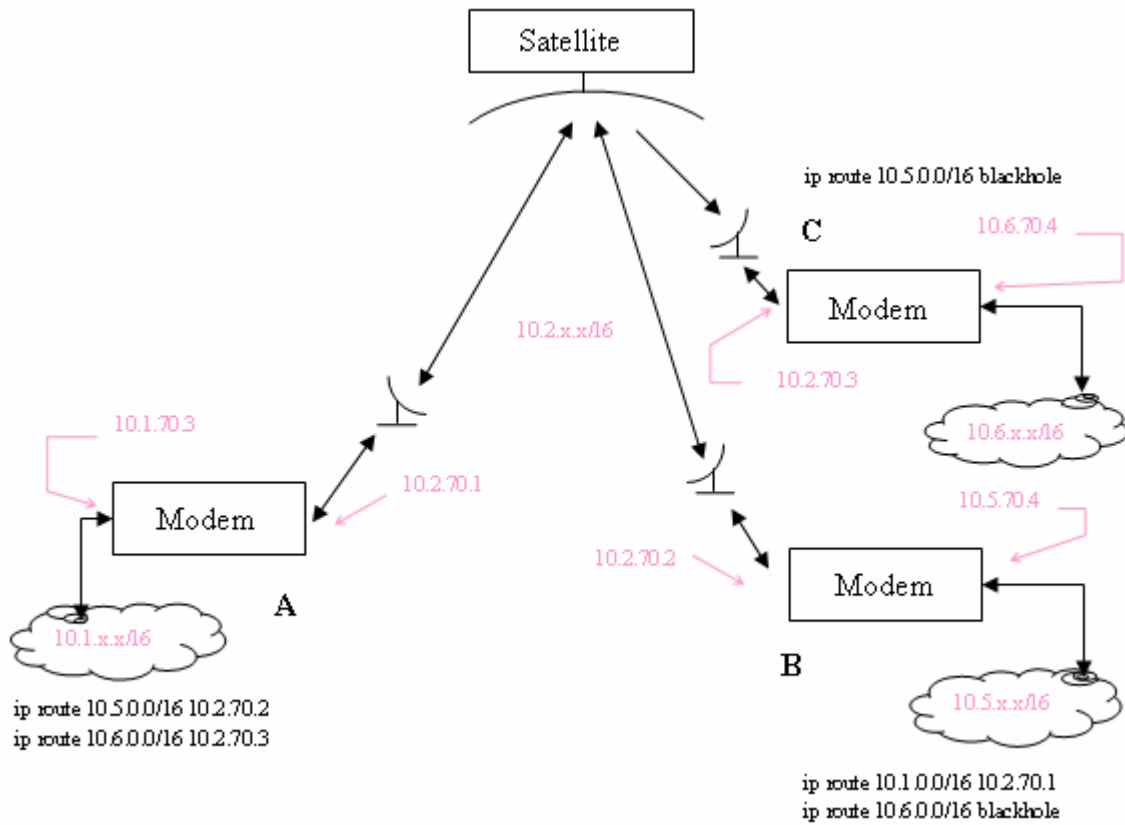 Satellite
ip route 10.5.0.0/16 blackhole
C
10.6.70.4
Modem
10.2.x.x/16
10.2.70.3
10.6.x.x/16
10.1.70.3
10.2.70.1
Modem
A
10.1.x.x/16
ip route 10.5.0.0/16 10.2.70.2
ip route 10.6.0.0/16 10.2.70.3
10.5.70.4
10.2.70.2
Modem
B
10.5.x.x/16
ip route 10.1.0.0/16 10.2.70.1
ip route 10.6.0.0/16 blackhole